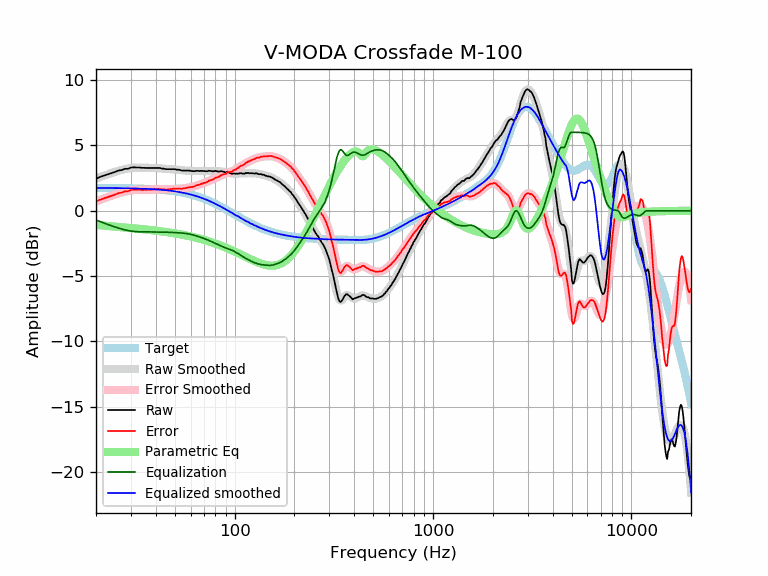 V-MODA Crossfade M-100
10
5
0
−5
−10
−15
−20
Amplitude (dBr)
Target
Raw Smoothed
Error Smoothed
Raw
Error
Parametric Eq
Equalization
Equalized smoothed
100
1000
10000
Frequency (Hz)